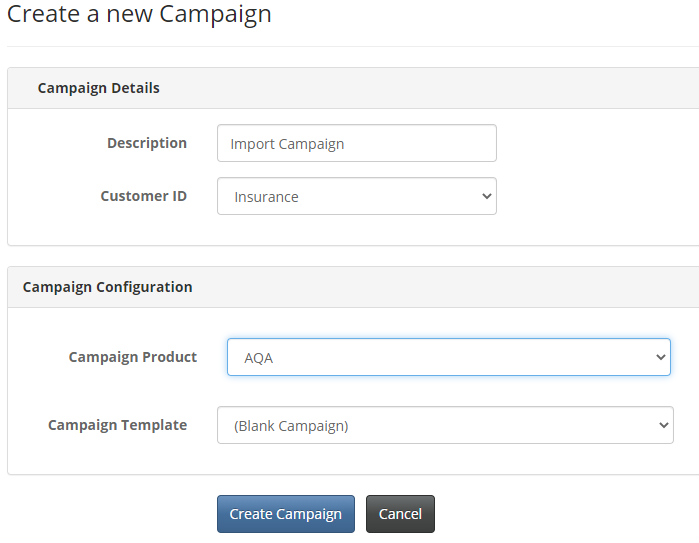 Create a new Campaign
Campaign Details
Description Import Campaign
Customer ID Insurance
Campaign Configuration
Campaign Product AQA
Campaign Template (Blank Campaign)
Create Campaign Cancel